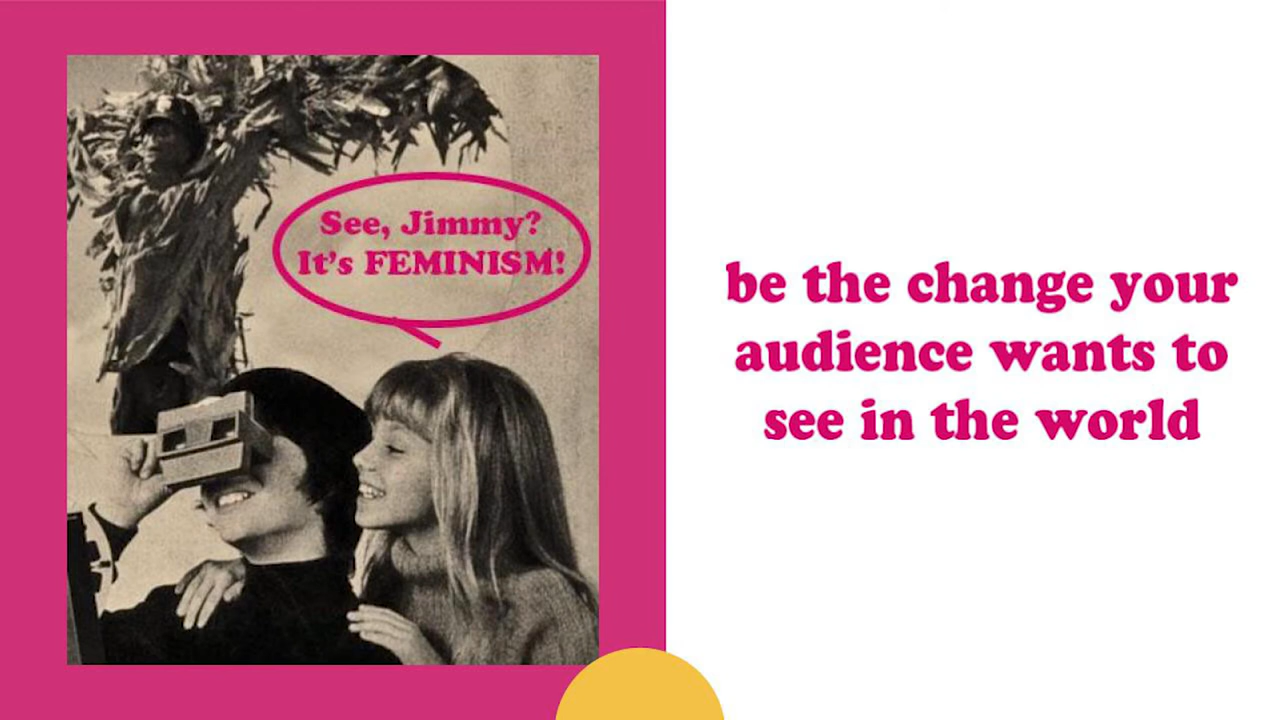 See, Jimmy?
It's FEMINISM!
be the change your
audience wants to
see in the world